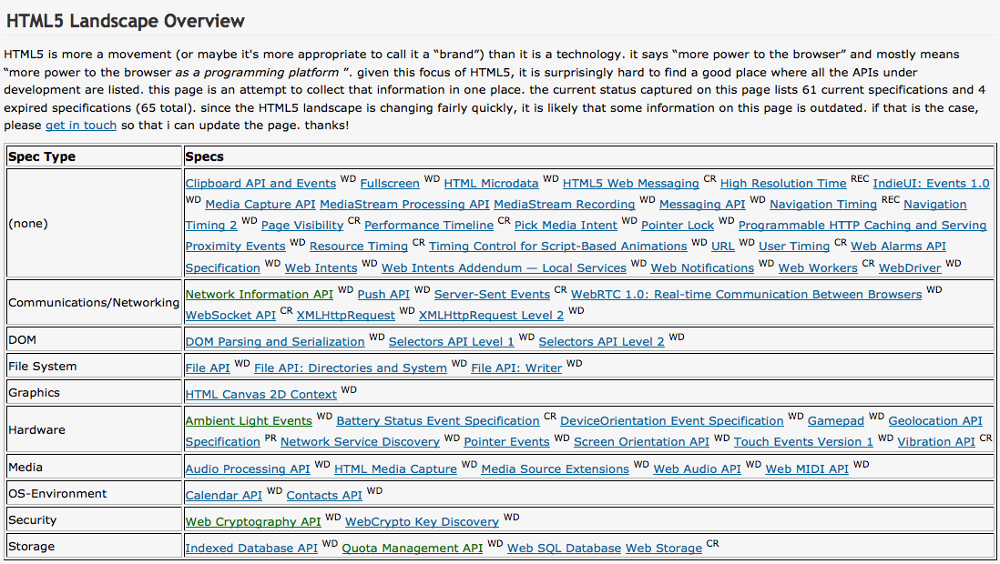 HTML5 Landscape Overview
HTML5 is more a movement (or maybe it's more appropriate to call it a “brand”) than it is a technology. it says “more power to the browser” and mostly means
“more power to the browser as a programming platform ”. given this focus of HTML5, it is surprisingly hard to find a good place where all the APIs under
development are listed. this page is an attempt to collect that information in one place. the current status captured on this page lists 61 current specifications and 4
expired specifications (65 total). since the HTML5 landscape is changing fairly quickly, it is likely that some information on this page is outdated. if that is the case,
please get in touch so that i can update the page. thanks!
Spec Type Specs
(none)
Clipboard API and Events WD Fullscreen WD HTML Microdata WD HTML5 Web Messaging CR High Resolution Time REC IndieUI: Events 1.0
WD Media Capture API MediaStream Processing API MediaStream Recording WD Messaging API WD Navigation Timing REC Navigation
Timing 2 WD Page Visibility CR Performance Timeline CR Pick Media Intent WD Pointer Lock WD Programmable HTTP Caching and Serving
Proximity Events WD Resource Timing CR Timing Control for Script-Based Animations WD URL WD User Timing CR Web Alarms API
Specification WD Web Intents WD Web Intents Addendum — Local Services WD Web Notifications WD Web Workers CR WebDriver WD
Communications/Networking
Network Information API WD Push API WD Server-Sent Events CR WebRTC 1.0: Real-time Communication Between Browsers WD
WebSocket API CR XMLHttpRequest WD XMLHttpRequest Level 2 WD
DOM DOM Parsing and Serialization WD Selectors API Level 1 WD Selectors API Level 2 WD
File System File API WD File API: Directories and System WD File API: Writer WD
Graphics HTML Canvas 2D Context WD
Hardware
Ambient Light Events WD Battery Status Event Specification CR DeviceOrientation Event Specification WD Gamepad WD Geolocation API
Specification PR Network Service Discovery WD Pointer Events WD Screen Orientation API WD Touch Events Version 1 WD Vibration API CR
Media Audio Processing API WD HTML Media Capture WD Media Source Extensions WD Web Audio API WD Web MIDI API WD
OS-Environment Calendar API WD Contacts API WD
Security Web Cryptography API WD WebCrypto Key Discovery WD
Storage Indexed Database API WD Quota Management API WD Web SQL Database Web Storage CR